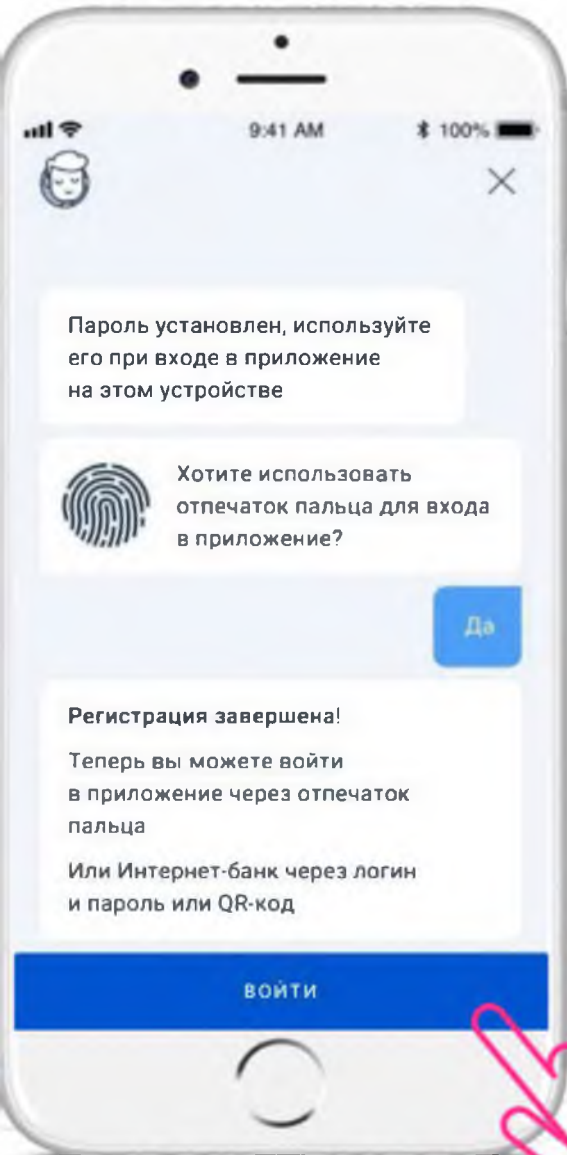 9:41 AM 100%
Пароль установлен, используйте
его при входе в приложение
на этом устройстве
Хотите использовать
отпечаток пальца для входа
в приложение?
Да
Регистрация завершена!
Теперь вы можете войти
в приложение через отпечаток
пальца
Или Интернет-банк через логин
и пароль или QR-код
ВОЙТИ